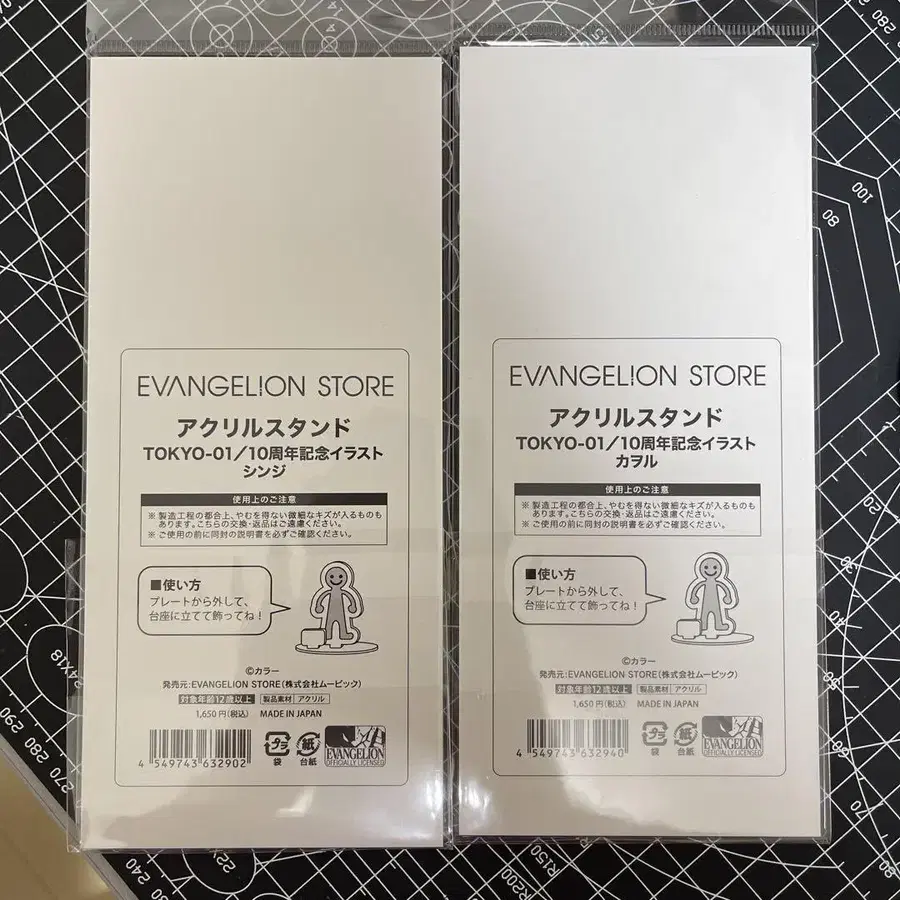 EVANGELION STORE
アクリルスタンド
TOKYO-01/10周年記念イラスト
シンジ
使用上のご注意
※製造工程の都合上、やむを得ない微細なキズが入るものも
あります。こちらの交換・返品はご遠慮ください。
※ご使用の前に同封の説明書を必ずご確認ください。
■使い方
プレートから外して、
台座に立てて飾ってね!
©カラー
発売元:EVANGELION STORE(株式会社ムービック)
対象年齢12歳以上 製品素材 アクリル
1,650円(税込) MADE IN JAPAN
4 549743 632902
プラ 袋
紙 台紙
EVANGELION
OFFICIALLY LICENSED
EVANGELION STORE
アクリルスタンド
TOKYO-01/10周年記念イラスト
カヲル
使用上のご注意
※製造工程の都合上、やむを得ない微細なキズが入るものも
あります。こちらの交換・返品はご遠慮ください。
※ご使用の前に同封の説明書を必ずご確認ください。
■使い方
プレートから外して、
台座に立てて飾ってね!
©カラー
発売元:EVANGELION STORE(株式会社ムービック)
対象年齢12歳以上 製品素材 アクリル
1,650円(税込) MADE IN JAPAN
4 549743 632940
プラ 袋
紙 台紙
EVANGELION
OFFICIALLY LICENSED
280
100
80
4X18
290
280
270
260
250
240
R150
R200